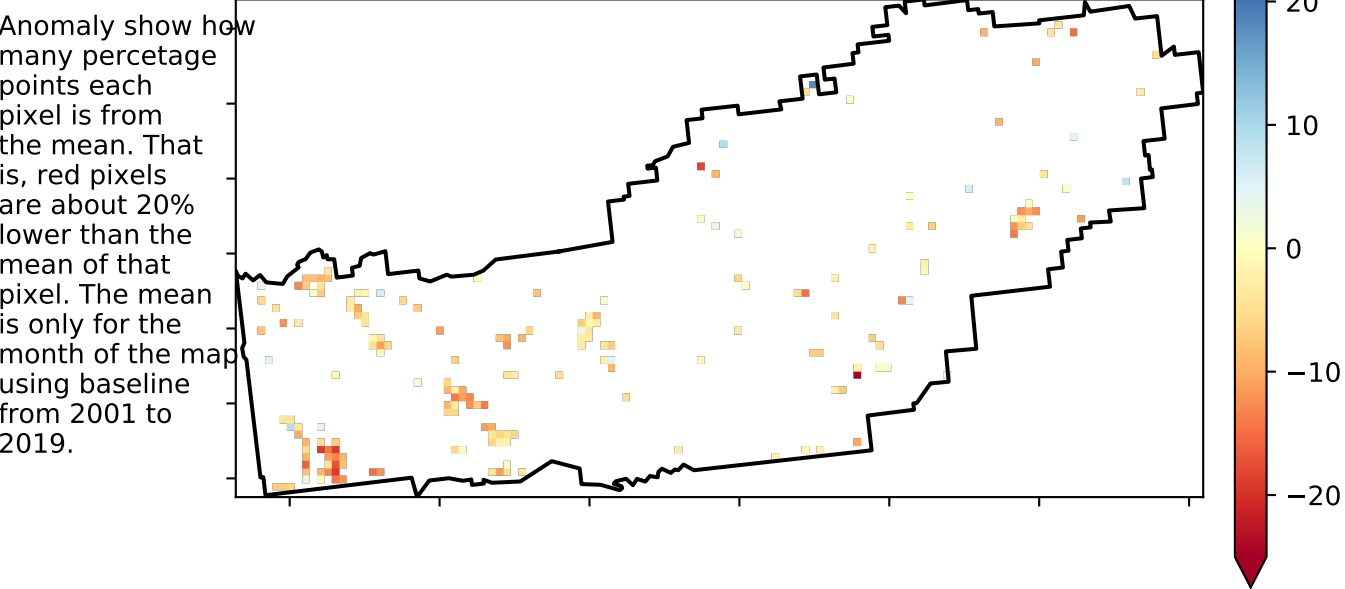 Anomaly show how
many percetage
points each
pixel is from
the mean. That
is, red pixels
are about 20%
lower than the
mean of that
pixel. The mean
is only for the
month of the map
using baseline
from 2001 to
2019.
20
10
0
−10
−20